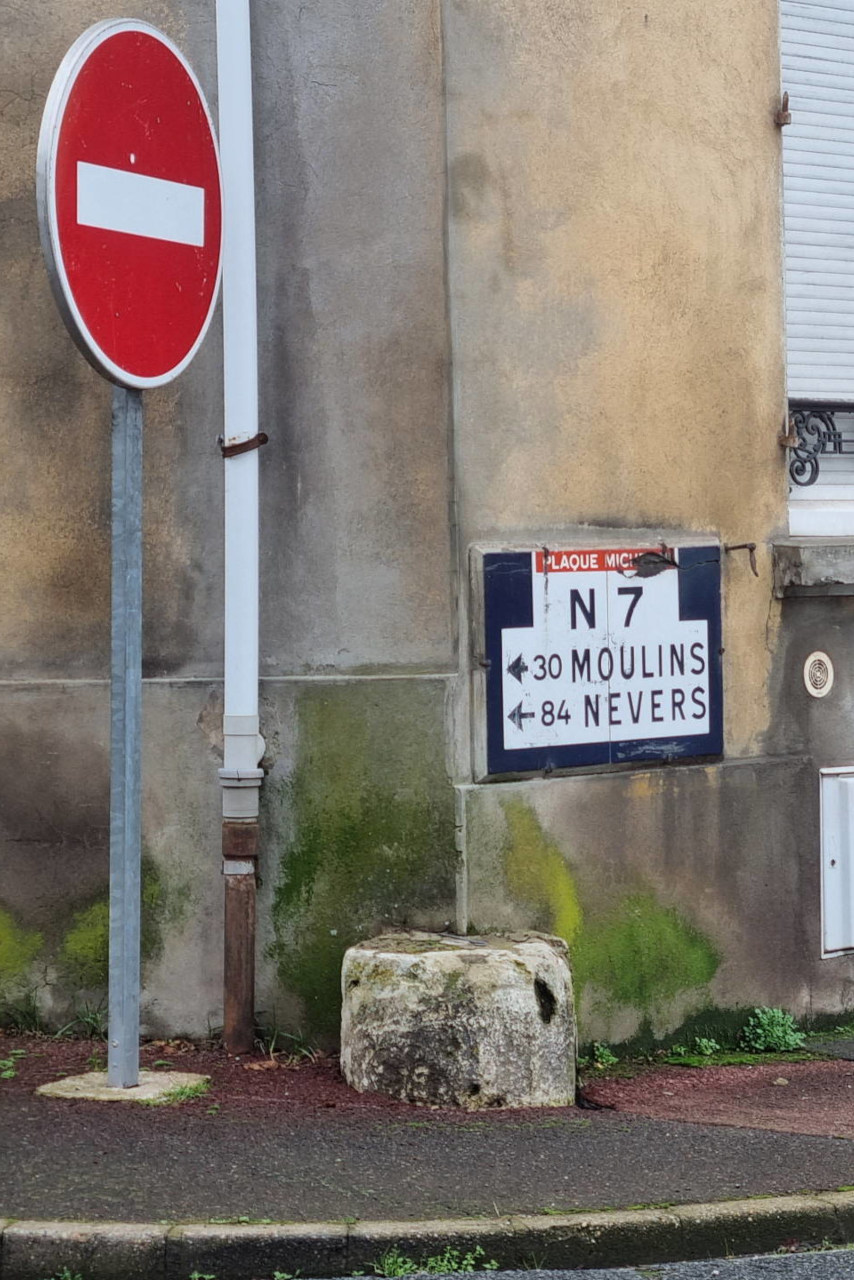 PLAQUE
N 7
30 MOULINS
84 NEVERS